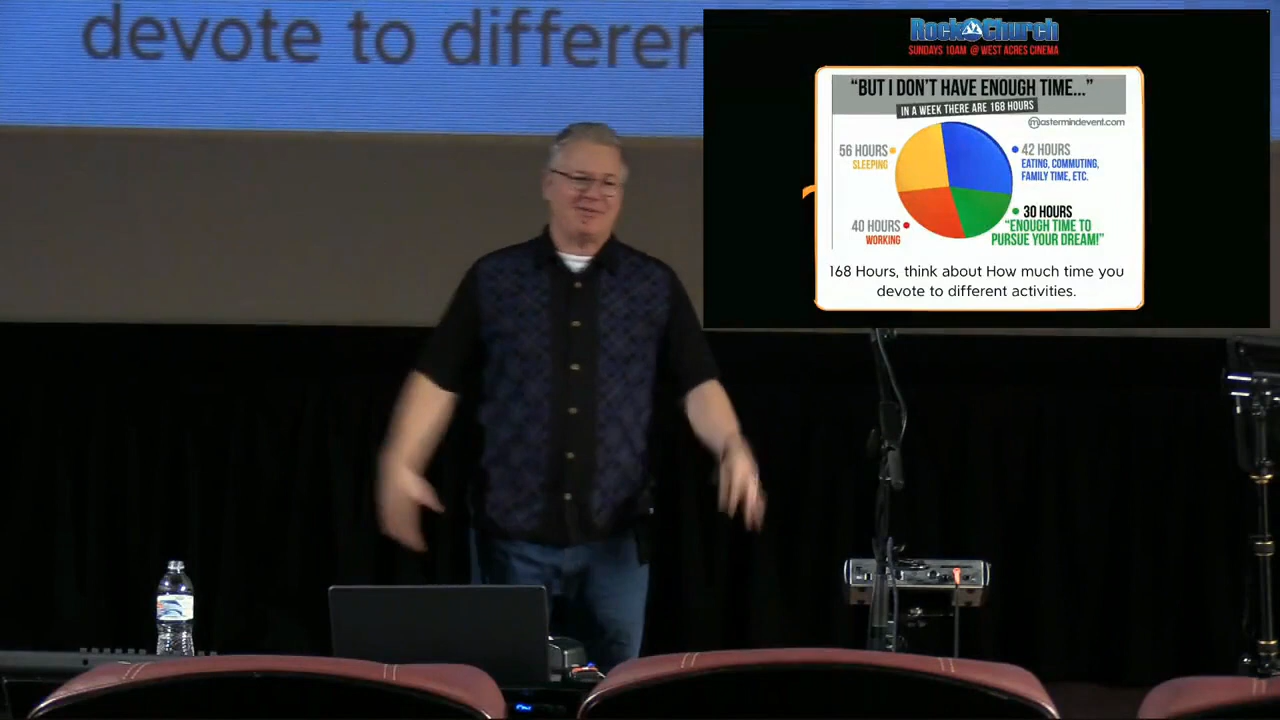 devote to differen
Rock Church
SUNDAYS 10AM @ WEST ACRES CINEMA
“BUT I DON’T HAVE ENOUGH TIME...”
IN A WEEK THERE ARE 168 HOURS
mastermindevent.com
56 HOURS
SLEEPING
42 HOURS
EATING, COMMUTING,
FAMILY TIME, ETC.
40 HOURS
WORKING
30 HOURS
“ENOUGH TIME TO
PURSUE YOUR DREAM!”
168 Hours, think about How much time you
devote to different activities.